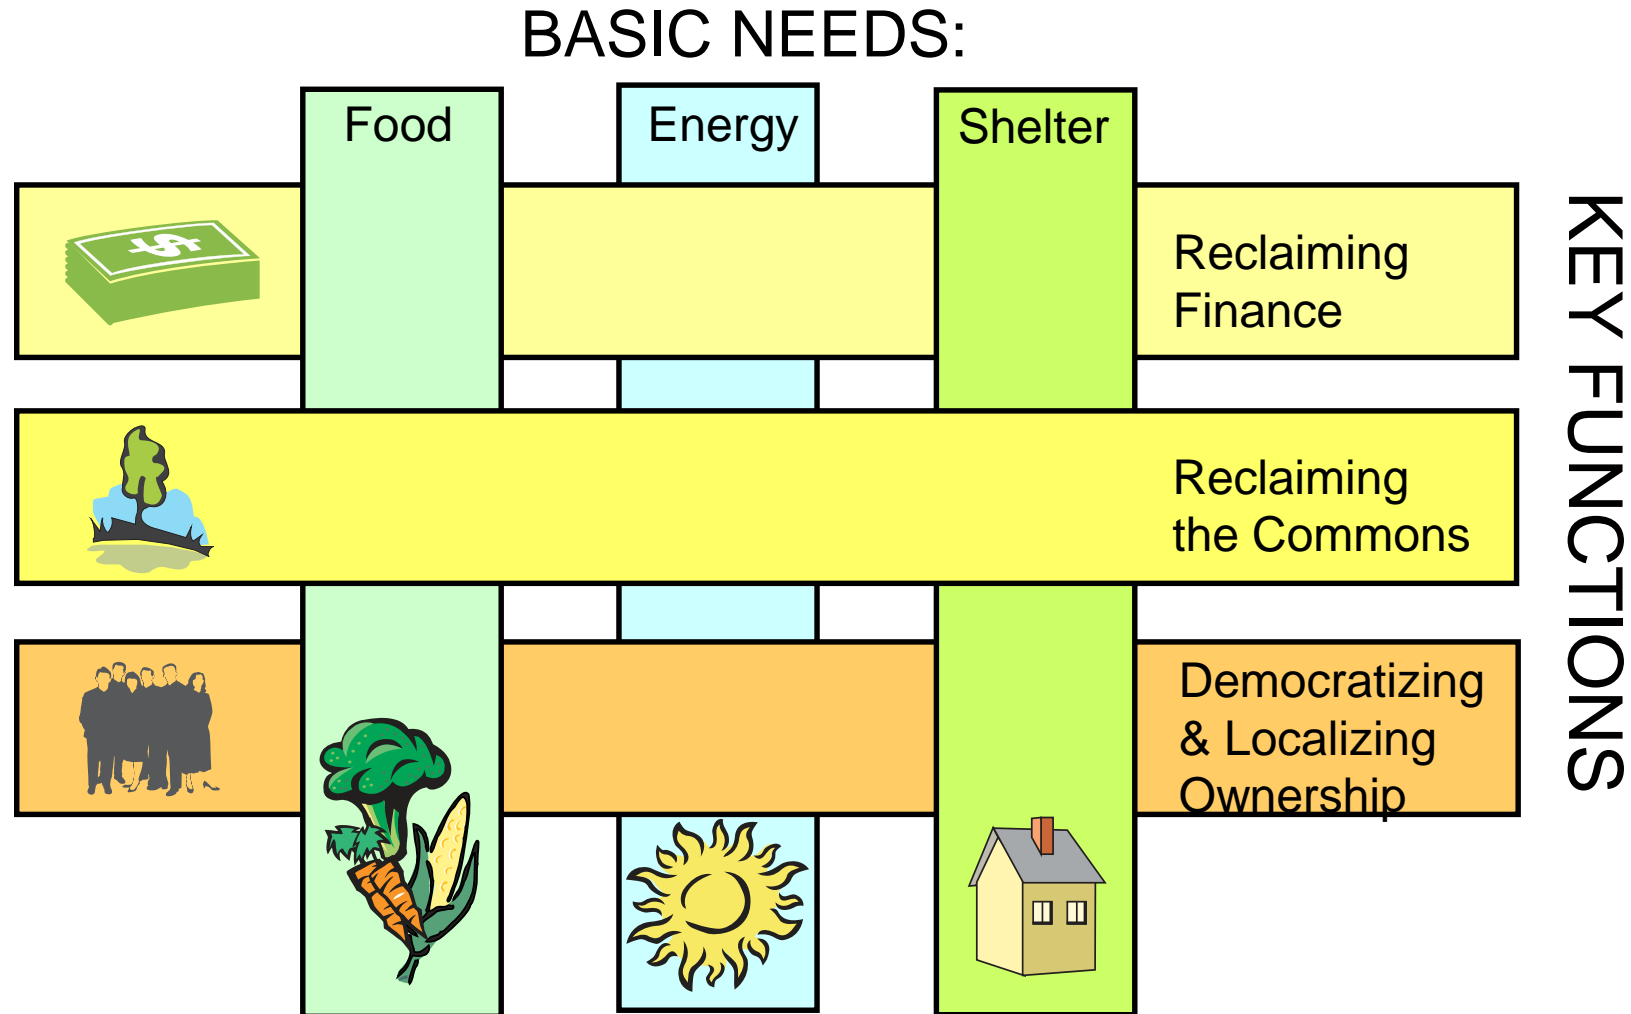 BASIC NEEDS:
Food
Energy
Shelter
Reclaiming
Finance
Reclaiming
the Commons
Democratizing
& Localizing
Ownership
KEY FUNCTIONS
$